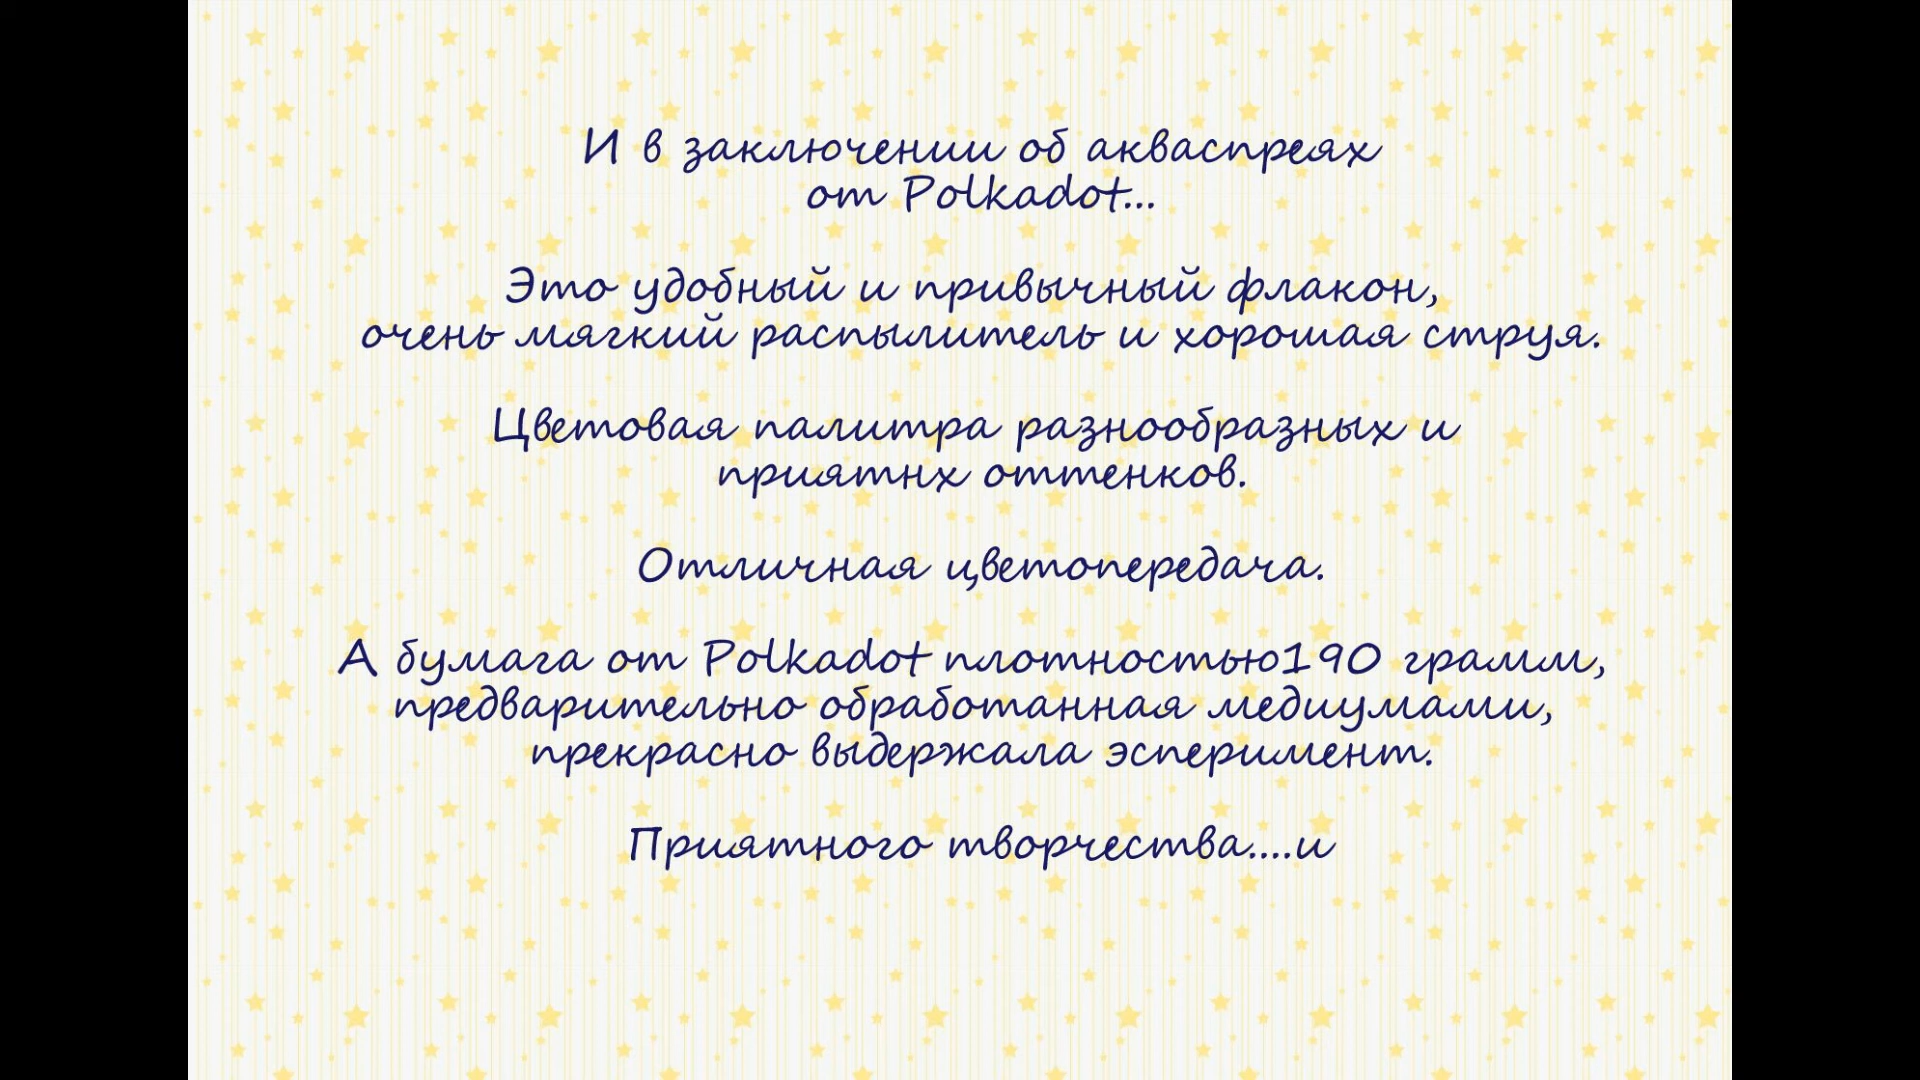 И в заключении об акваспреях
от Polkadot...
Это удобный и привычный флакон,
очень мягкий распылитель и хорошая струя.
Цветовая палитра разнообразных и
приятнх оттенков.
Отличная цветопередача.
А бумага от Polkadot плотностью190 грамм,
предварительно обработанная медиумами,
прекрасно выдержала эсперимент.
Приятного творчества....и